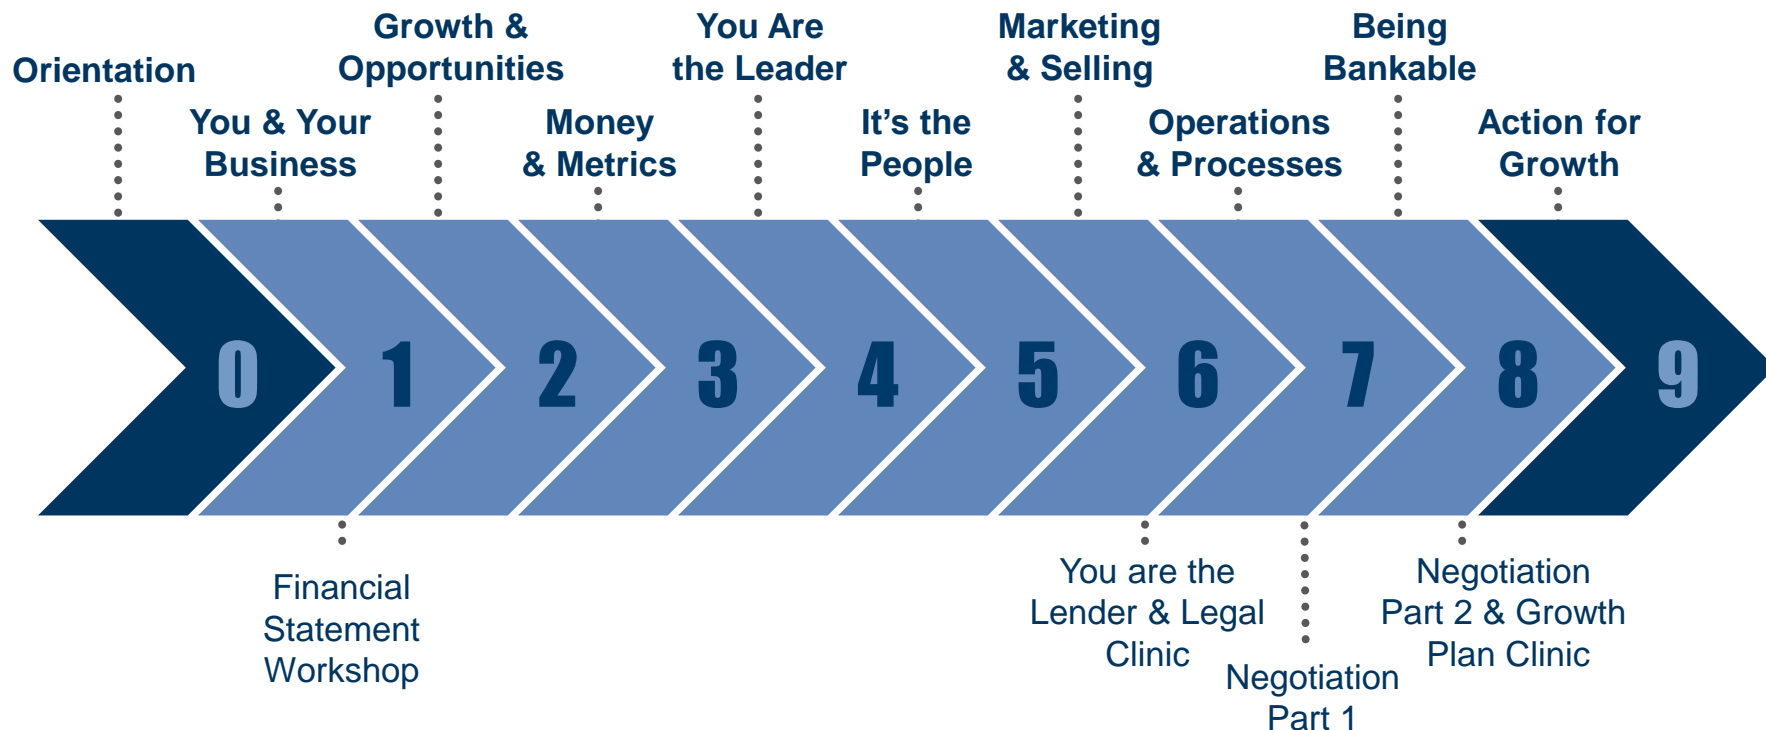 Orientation
You & Your
Business
Growth &
Opportunities
Money
& Metrics
You Are
the Leader
It’s the
People
Marketing
& Selling
Operations
& Processes
Being
Bankable
Action for
Growth
0
1
2
3
4
5
6
7
8
9
Financial
Statement
Workshop
You are the
Lender & Legal
Clinic
Negotiation
Part 1
Negotiation
Part 2 & Growth
Plan Clinic